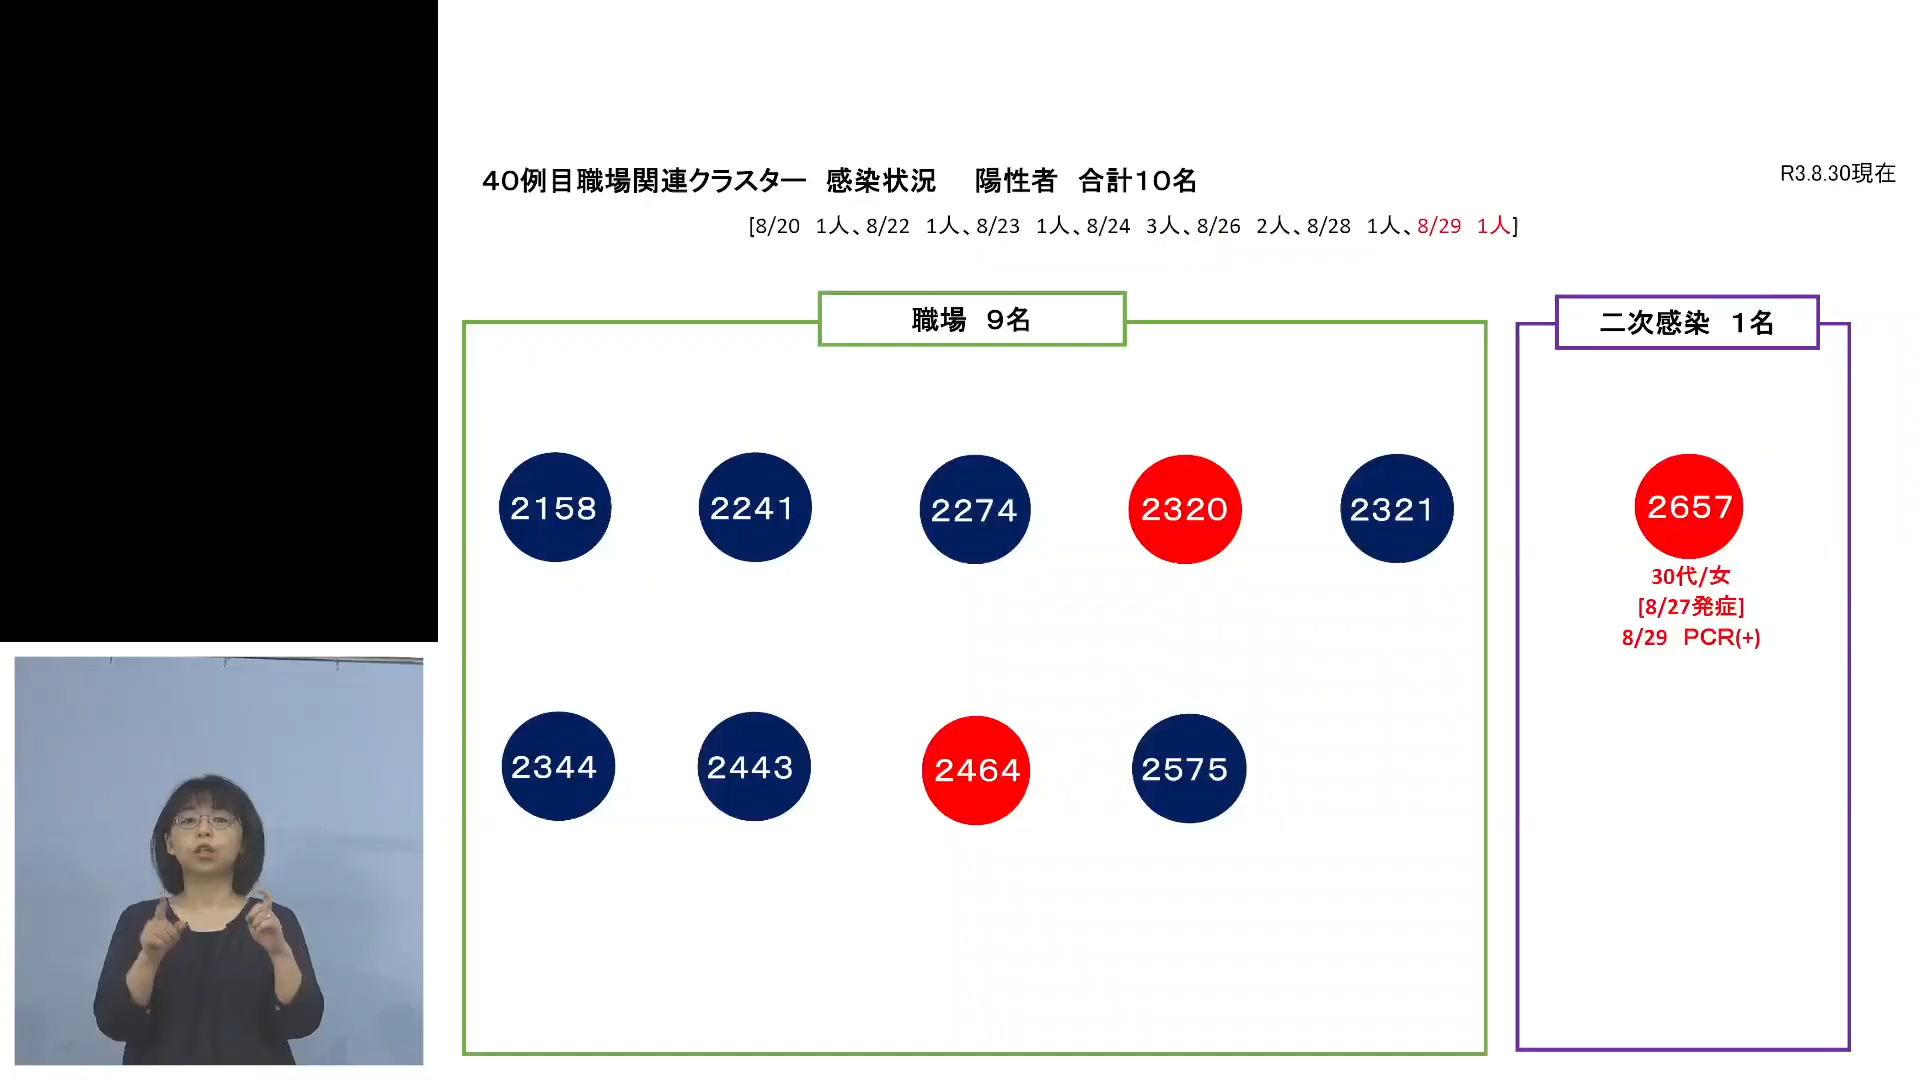 40例目職場関連クラスター　感染状況　陽性者　合計10名
R3.8.30現在
[8/20　1人、8/22　1人、8/23　1人、8/24　3人、8/26　2人、8/28　1人、8/29　1人]
職場　9名
二次感染　1名
2158 2241 2274 2320 2321
2657
30代/女
[8/27発症]
8/29　PCR(+)
2344 2443 2464 2575